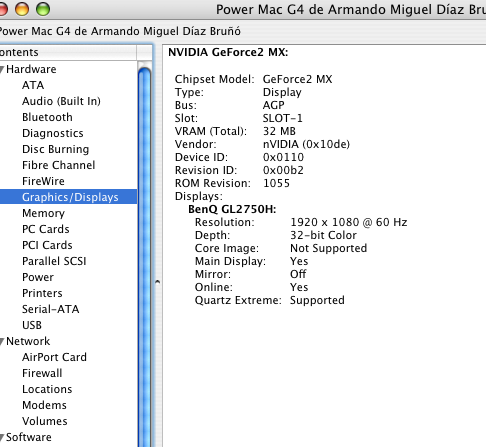 Power Mac G4 de Armando Miguel Díaz Bru
Power Mac G4 de Armando Miguel Díaz Bruñó
ontents
Hardware
ATA
Audio (Built In)
Bluetooth
Diagnostics
Disc Burning
Fibre Channel
FireWire
Graphics/Displays
Memory
PC Cards
PCI Cards
Parallel SCSI
Power
Printers
Serial-ATA
USB
Network
AirPort Card
Firewall
Locations
Modems
Volumes
Software
NVIDIA GeForce2 MX:
Chipset Model: GeForce2 MX
Type: Display
Bus: AGP
Slot: SLOT-1
VRAM (Total): 32 MB
Vendor: nVIDIA (0x10de)
Device ID: 0x0110
Revision ID: 0x00b2
ROM Revision: 1055
Displays:
BenQ GL2750H:
Resolution: 1920 x 1080 @ 60 Hz
Depth: 32-bit Color
Core Image: Not Supported
Main Display: Yes
Mirror: Off
Online: Yes
Quartz Extreme: Supported